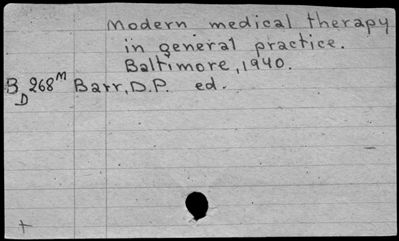 Modern medical therapy
in general practice.
Baltimore, 1940.
B 268ᴹ Barr, D.P. ed.
D
+